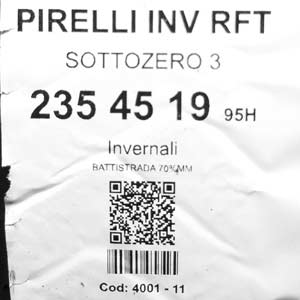 PIRELLI INV RFT
SOTTOZERO 3
235 45 19 95H
Invernali
BATTISTRADA 70%MM
Cod: 4001 - 11